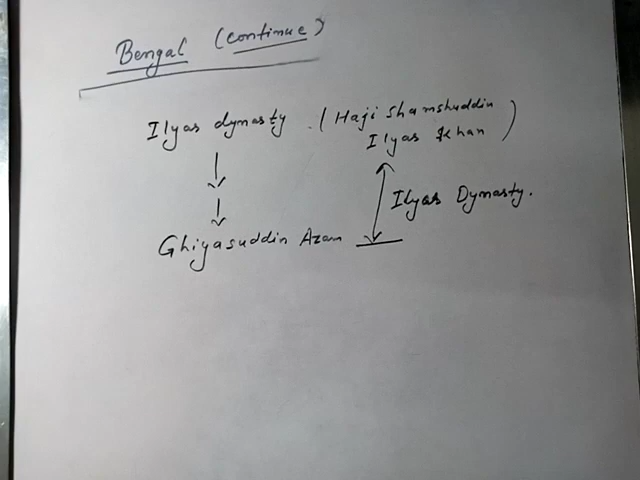 Bengal (continue)
Ilyas dynasty. (Haji Shamshuddin
Ilyas Khan)
Ilyas Dynasty.
Ghiyasuddin Azam